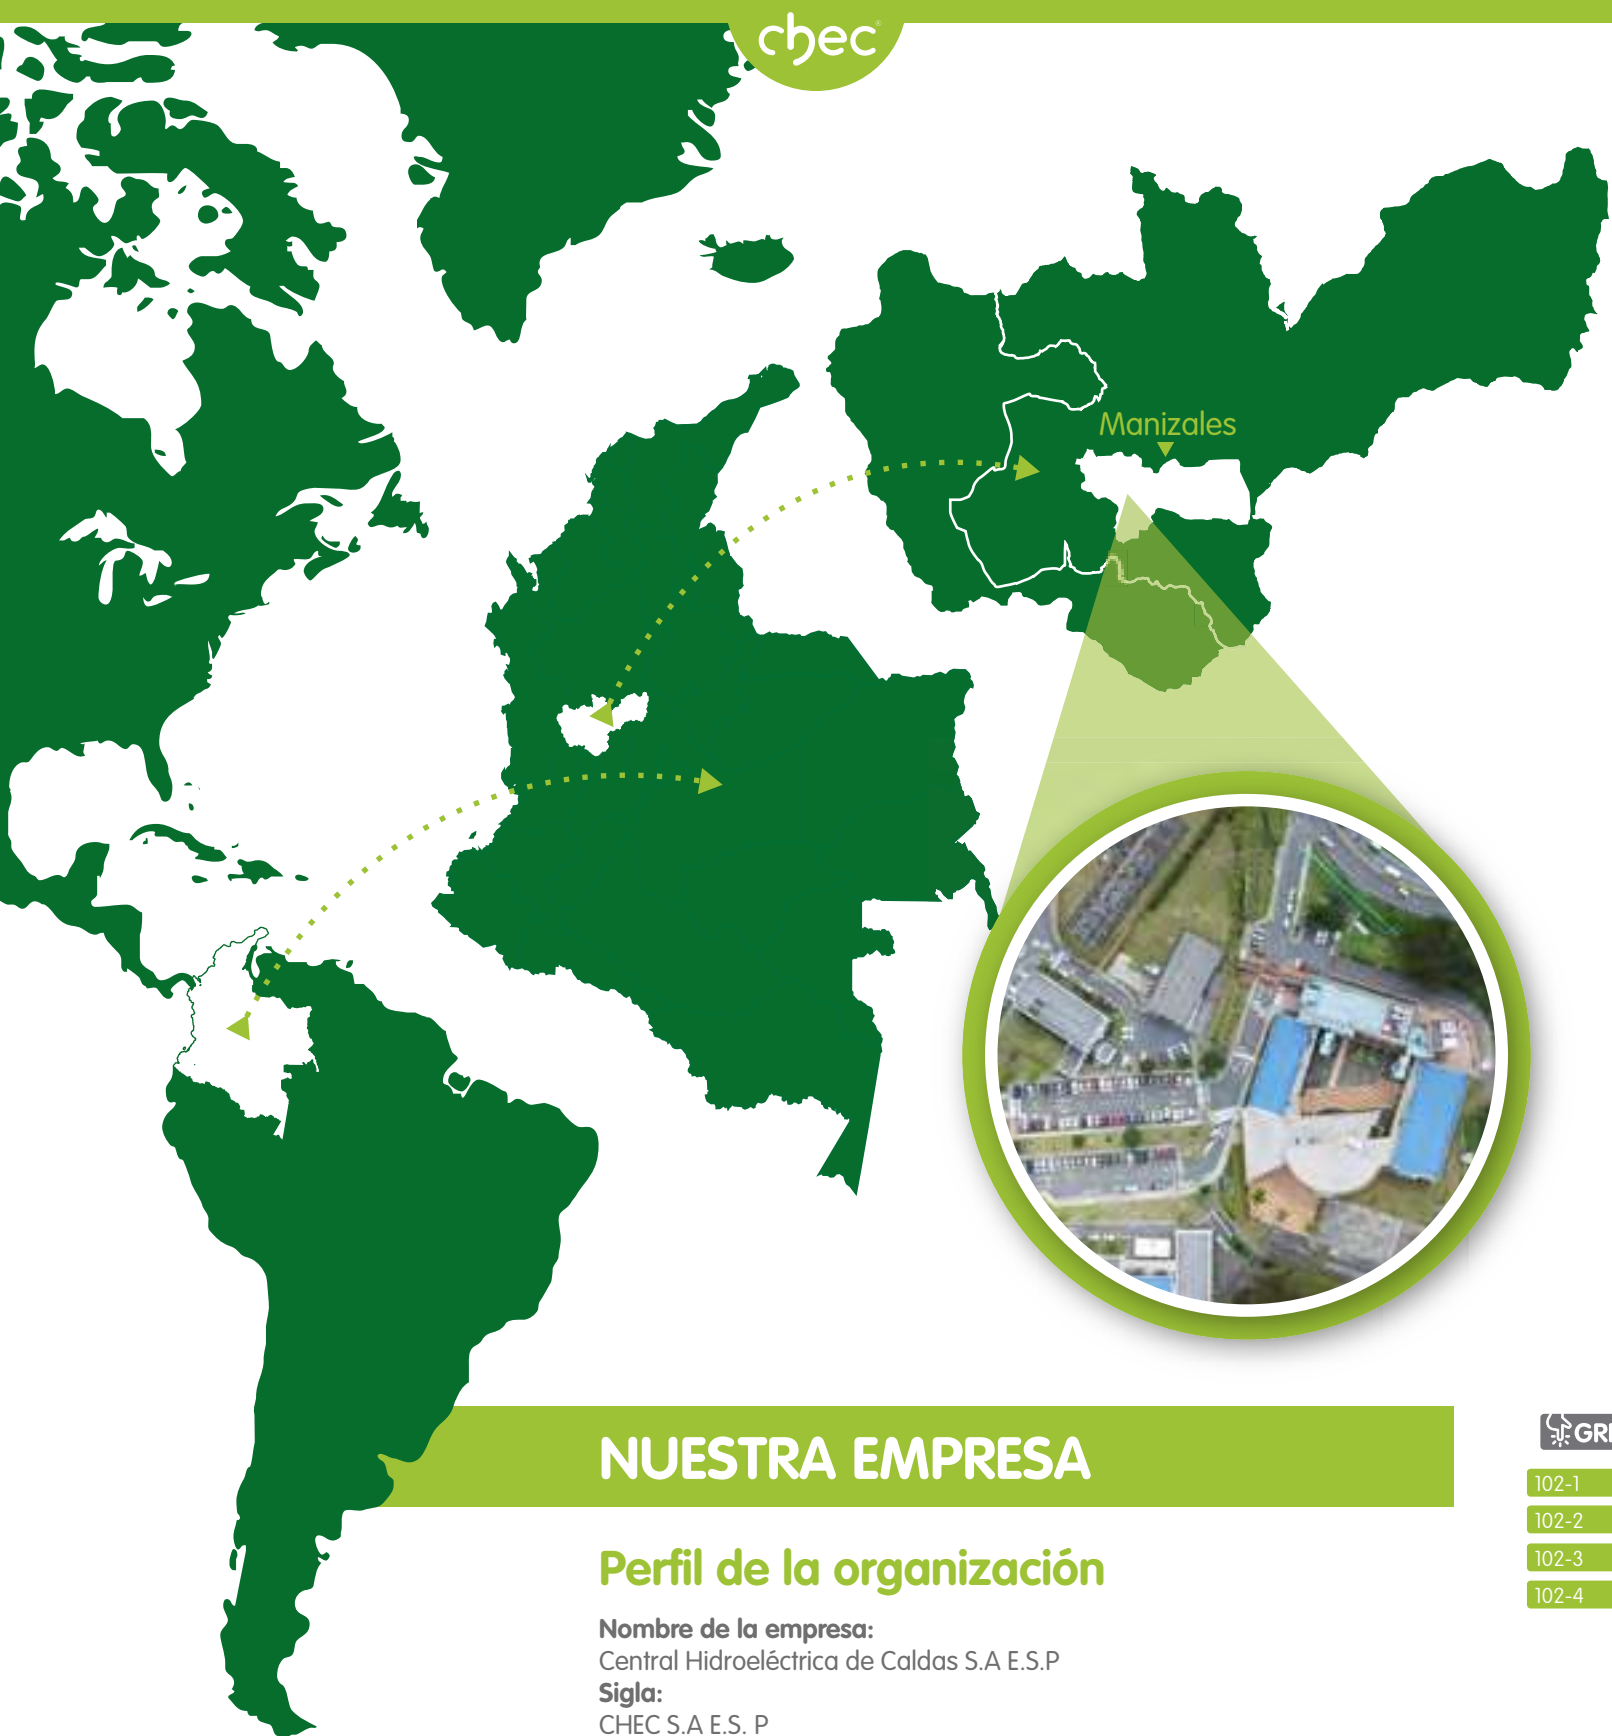 chec
Manizales
NUESTRA EMPRESA
GRI
102-1
102-2
102-3
102-4
Perfil de la organización
Nombre de la empresa:
Central Hidroeléctrica de Caldas S.A E.S.P
Sigla:
CHEC S.A E.S. P